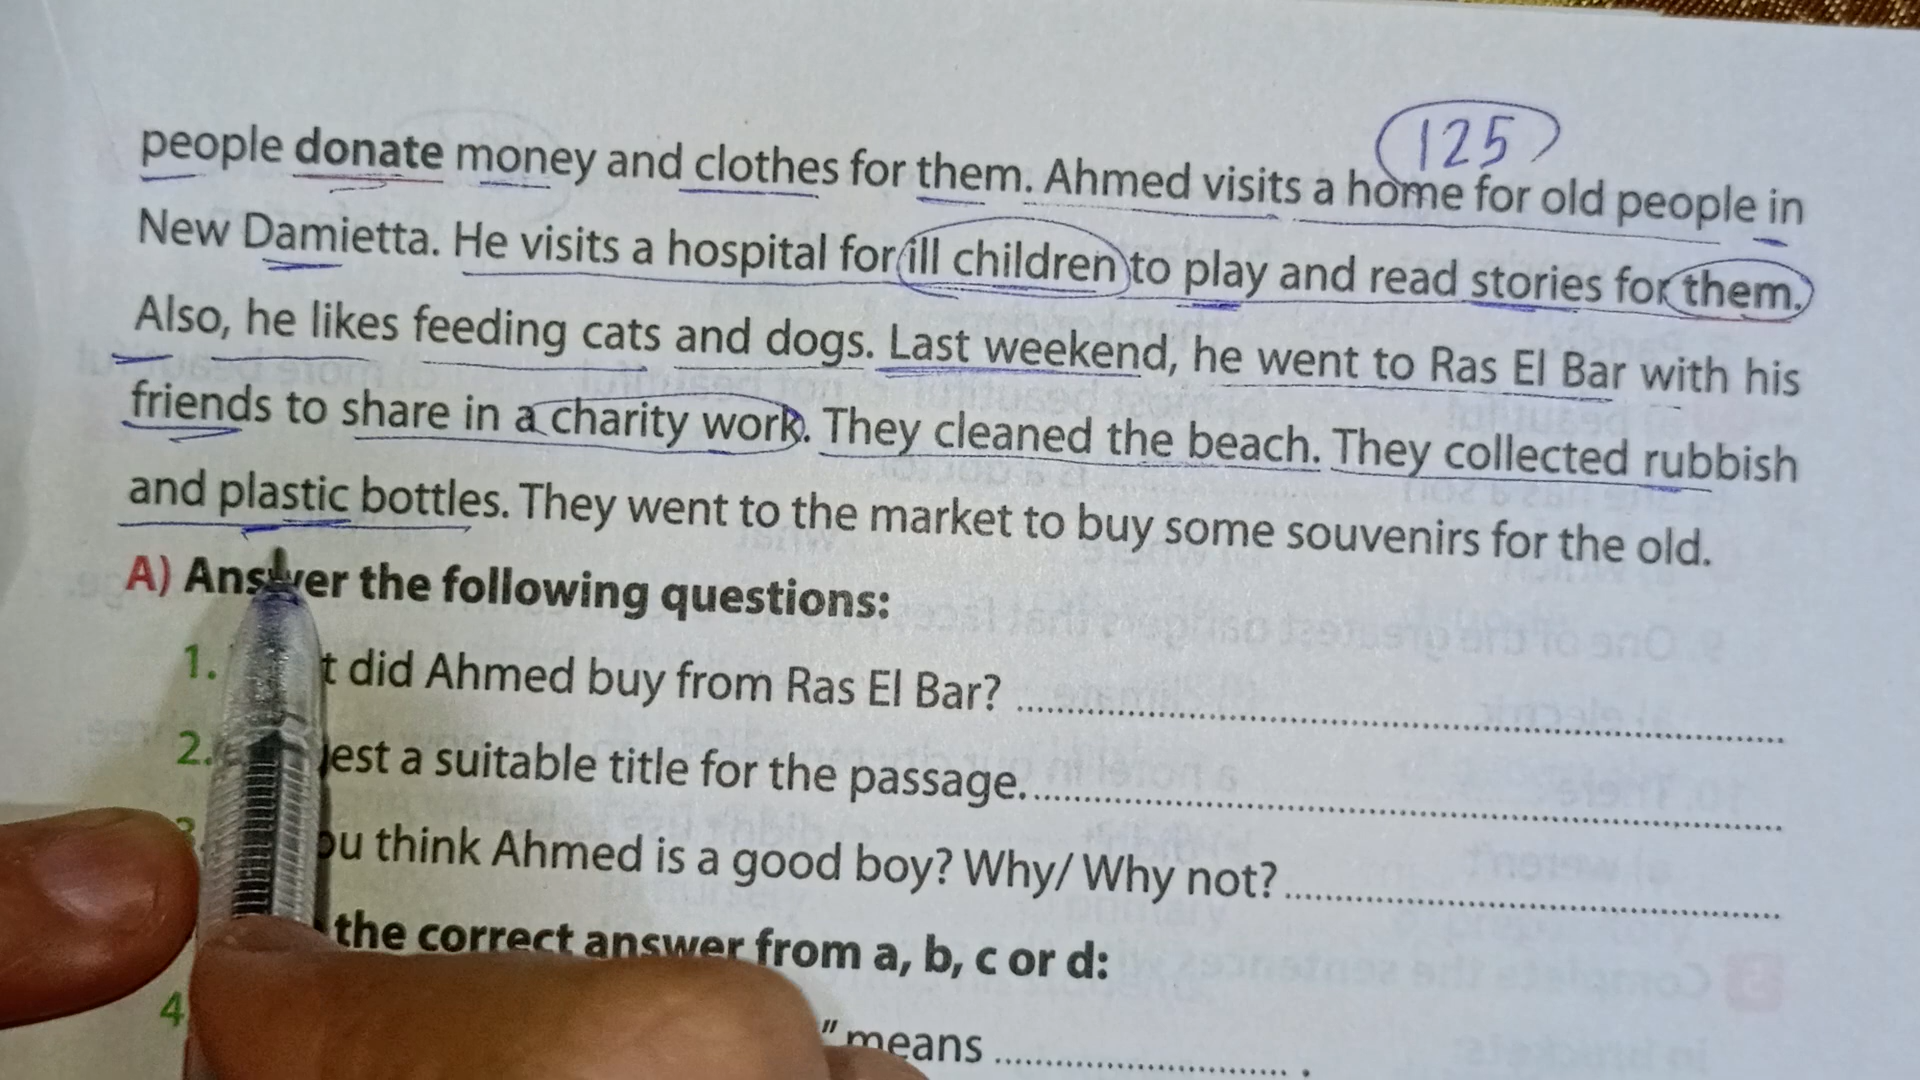 125
people donate money and clothes for them. Ahmed visits a home for old people in
New Damietta. He visits a hospital for ill children to play and read stories for them.
Also, he likes feeding cats and dogs. Last weekend, he went to Ras El Bar with his
friends to share in a charity work. They cleaned the beach. They collected rubbish
and plastic bottles. They went to the market to buy some souvenirs for the old.
A) Answer the following questions:
1. did Ahmed buy from Ras El Bar?
2. a suitable title for the passage.
3. think Ahmed is a good boy? Why/ Why not?
the correct answer from a, b, c or d:
4 " means .